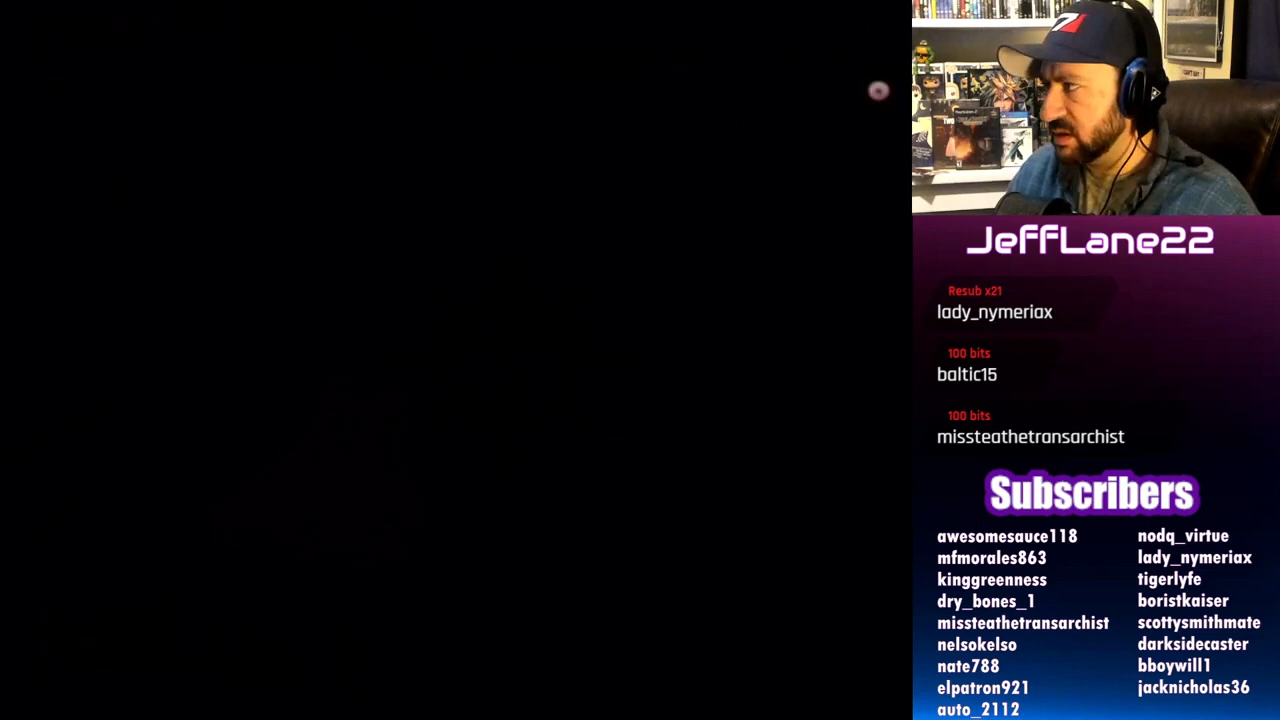 JeffLane22
Resub x21
lady_nymeriax
100 bits
baltic15
100 bits
missteathetransarchist
Subscribers
awesomesauce118
mfmorales863
kinggreenness
dry_bones_1
missteathetransarchist
nelsokelso
nate788
elpatron921
auto_2112
nodq_virtue
lady_nymeriax
tigerlyfe
boristkaiser
scottysmithmate
darksidecaster
bboywill1
jacknicholas36